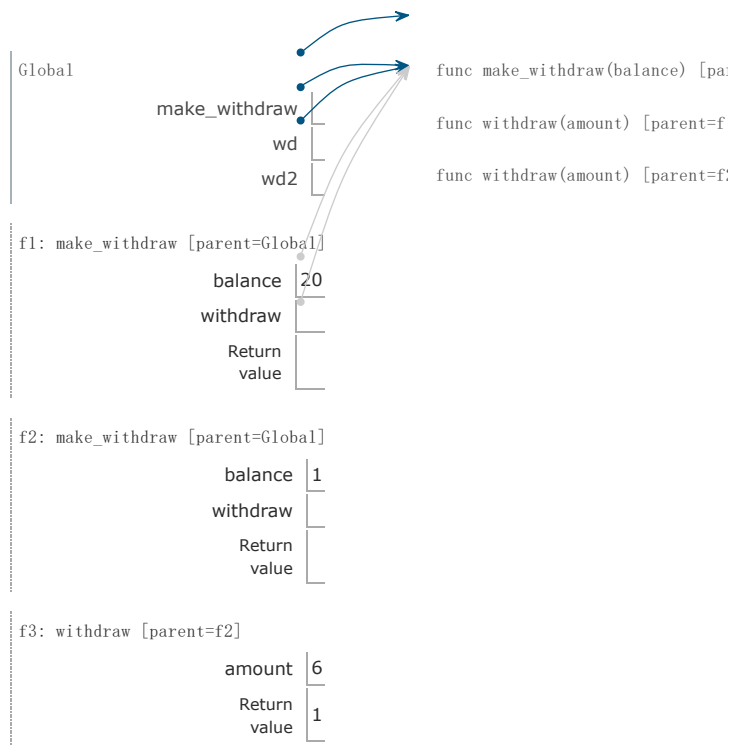 Global
func make_withdraw(balance) [par
make_withdraw
func withdraw(amount) [parent=f
wd
wd2
func withdraw(amount) [parent=f2
f1: make_withdraw [parent=Global]
balance 20
withdraw
Return
value
f2: make_withdraw [parent=Global]
balance 1
withdraw
Return
value
f3: withdraw [parent=f2]
amount 6
Return
value 1